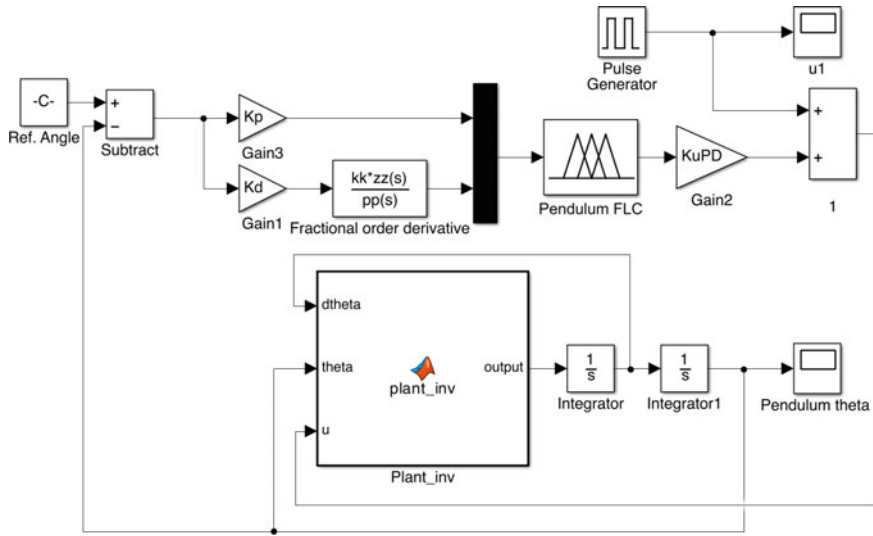 Pulse
Generator
u1
-C-
Ref. Angle
+
−
Subtract
Kp
Gain3
Kd
Gain1
kk*zz(s)
pp(s)
Fractional order derivative
Pendulum FLC
KuPD
Gain2
+
+
1
dtheta
theta
u
plant_inv
output
Plant_inv
1
s
Integrator
1
s
Integrator1
Pendulum theta